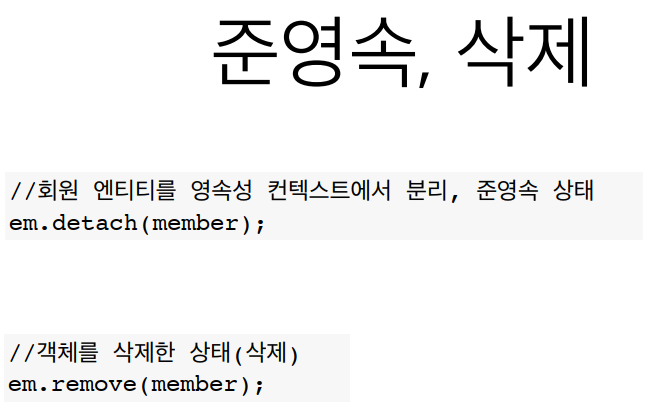 준영속, 삭제
//회원 엔티티를 영속성 컨텍스트에서 분리, 준영속 상태
em.detach(member);
//객체를 삭제한 상태(삭제)
em.remove(member);